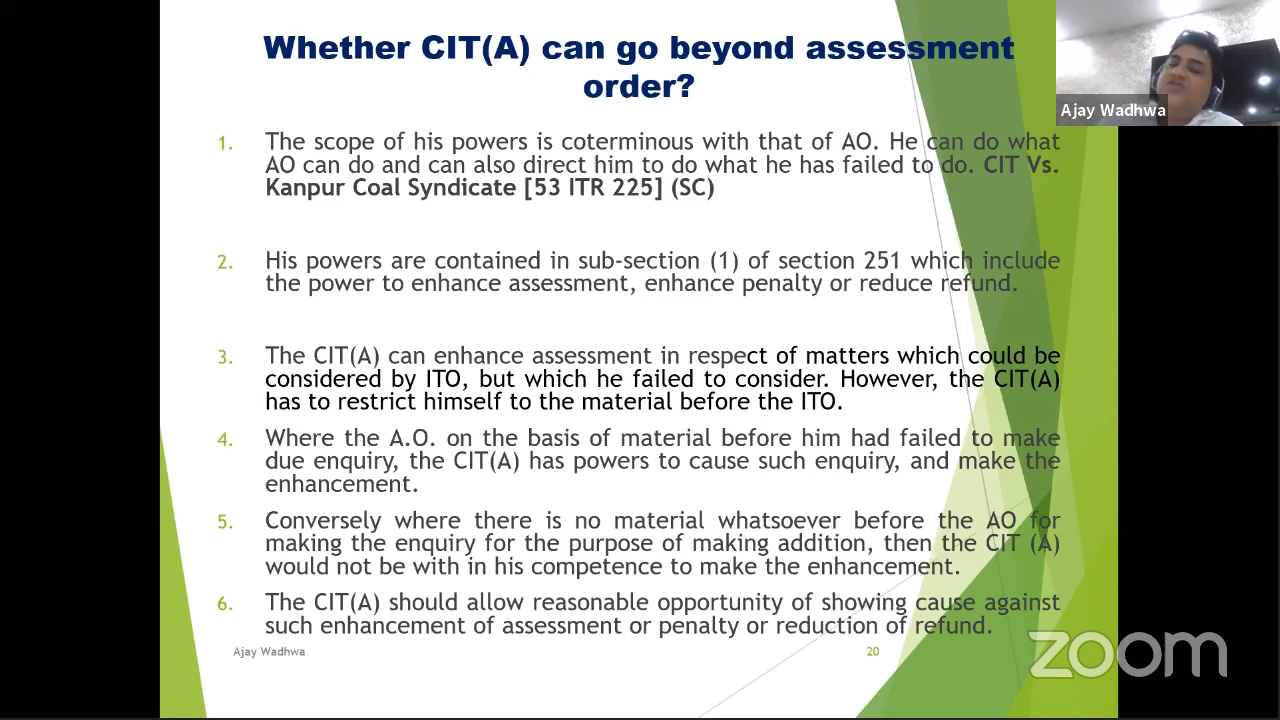 Whether CIT(A) can go beyond assessment
order?
Ajay Wadhwa
1. The scope of his powers is coterminous with that of AO. He can do what
AO can do and can also direct him to do what he has failed to do. CIT Vs.
Kanpur Coal Syndicate [53 ITR 225] (SC)
2. His powers are contained in sub-section (1) of section 251 which include
the power to enhance assessment, enhance penalty or reduce refund.
3. The CIT(A) can enhance assessment in respect of matters which could be
considered by ITO, but which he failed to consider. However, the CIT(A)
has to restrict himself to the material before the ITO.
4. Where the A.O. on the basis of material before him had failed to make
due enquiry, the CIT(A) has powers to cause such enquiry, and make the
enhancement.
5. Conversely where there is no material whatsoever before the AO for
making the enquiry for the purpose of making addition, then the CIT (A)
would not be with in his competence to make the enhancement.
6. The CIT(A) should allow reasonable opportunity of showing cause against
such enhancement of assessment or penalty or reduction of refund.
Ajay Wadhwa
20
zoom